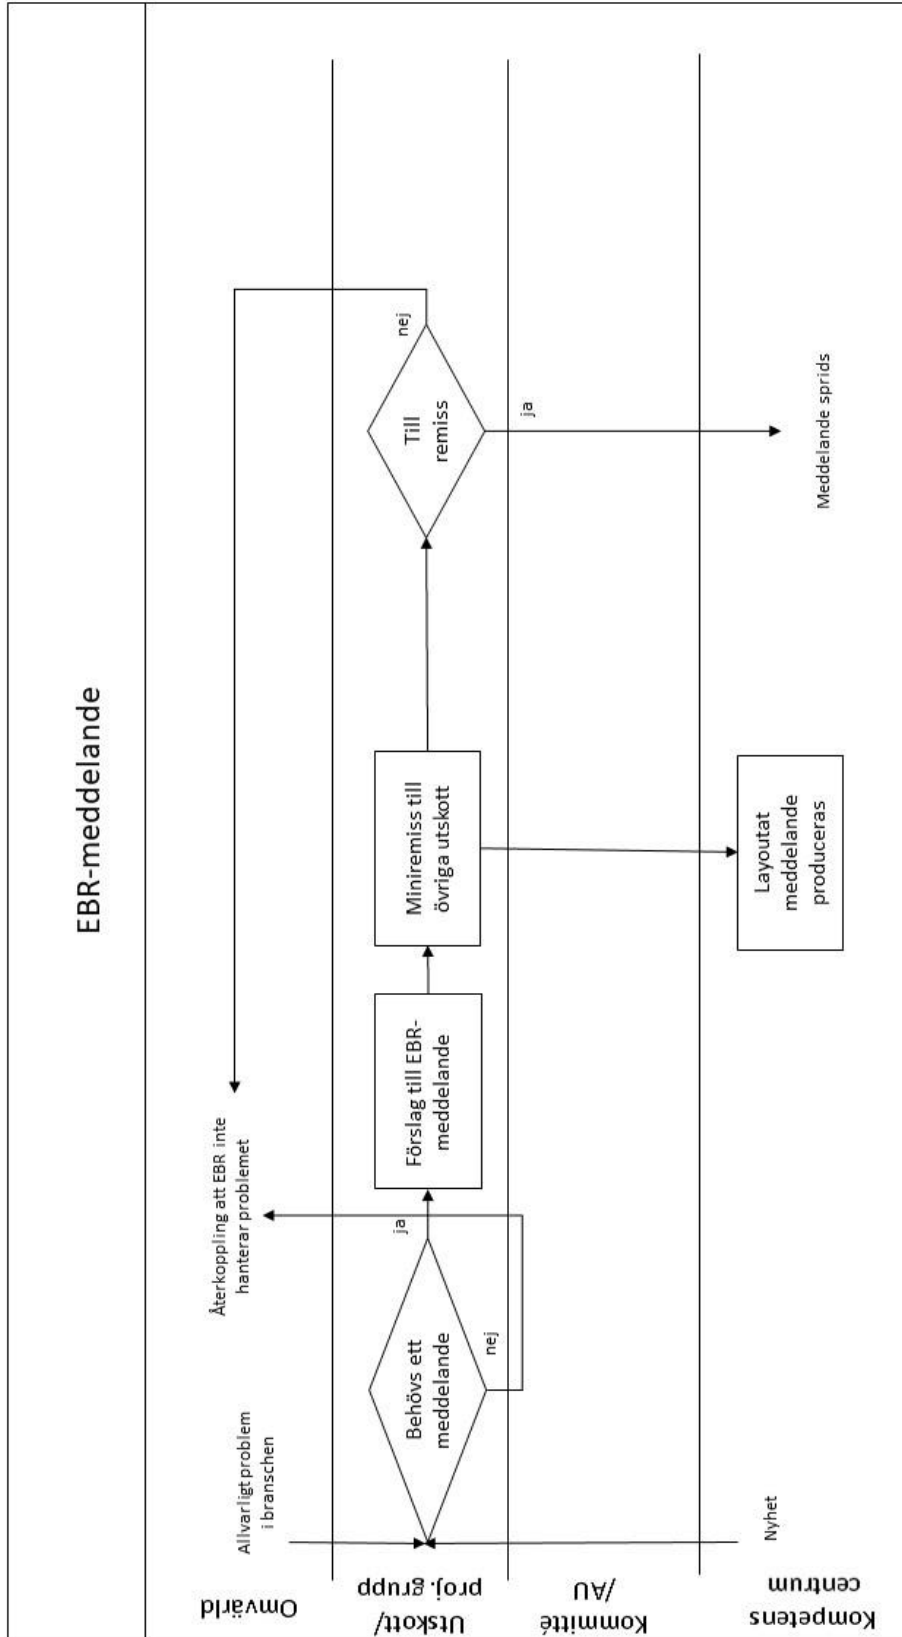 EBR-meddelande
Omvärld
Allvarligt problem
i branschen
Återkoppling att EBR inte
hanterar problemet
Utskott/
proj. grupp
Behövs ett
meddelande
ja
nej
Förslag till EBR-
meddelande
Miniremiss till
övriga utskott
Till
remiss
nej
ja
Kommitté
/AU
Kompetens
centrum
Nyhet
Layoutat
meddelande
produceras
Meddelande sprids